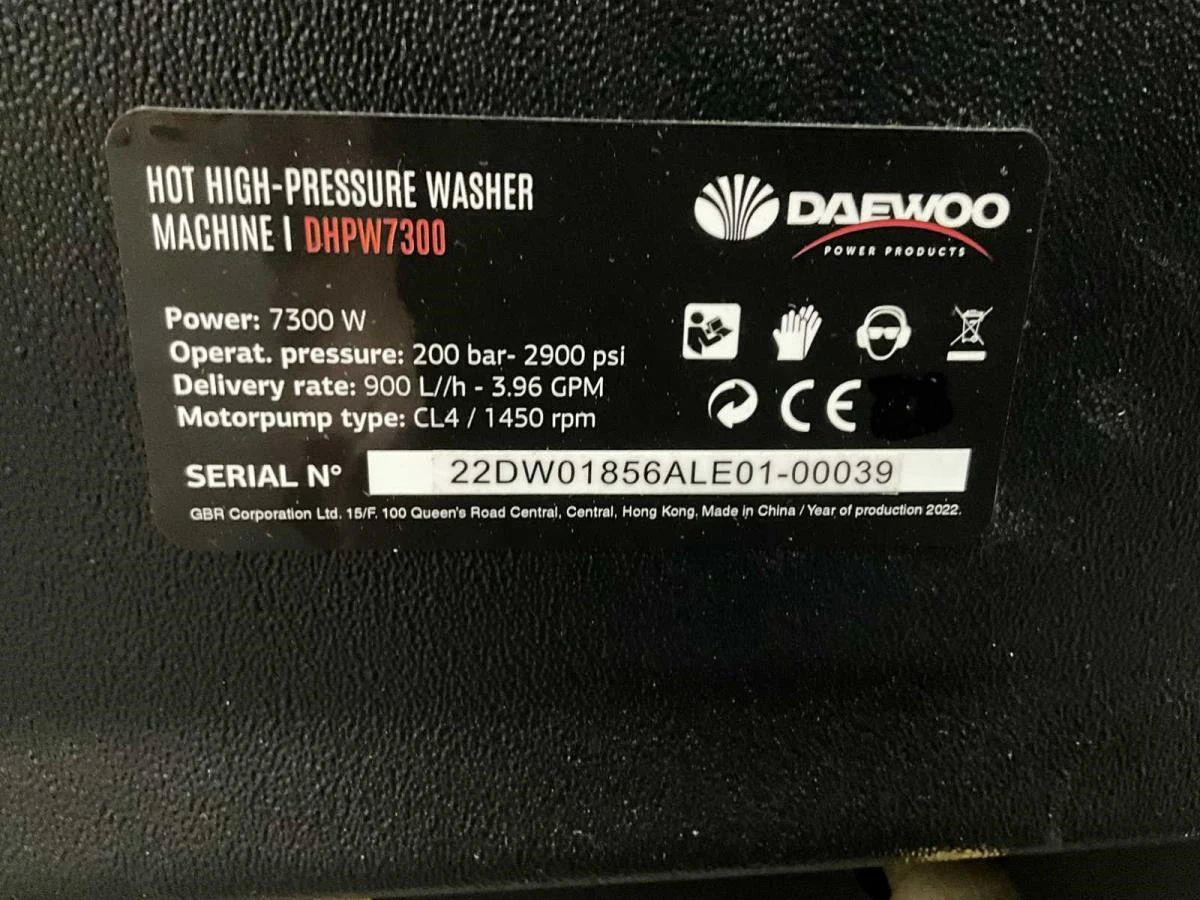 HOT HIGH-PRESSURE WASHER
MACHINE | DHPW7300
DAEWOO
POWER PRODUCTS
Power: 7300 W
Operat. pressure: 200 bar- 2900 psi
Delivery rate: 900 L//h - 3.96 GPM
Motorpump type: CL4 / 1450 rpm
CE
SERIAL N° 22DW01856ALE01-00039
GBR Corporation Ltd. 15/F. 100 Queen's Road Central, Central, Hong Kong, Made in China / Year of production 2022.